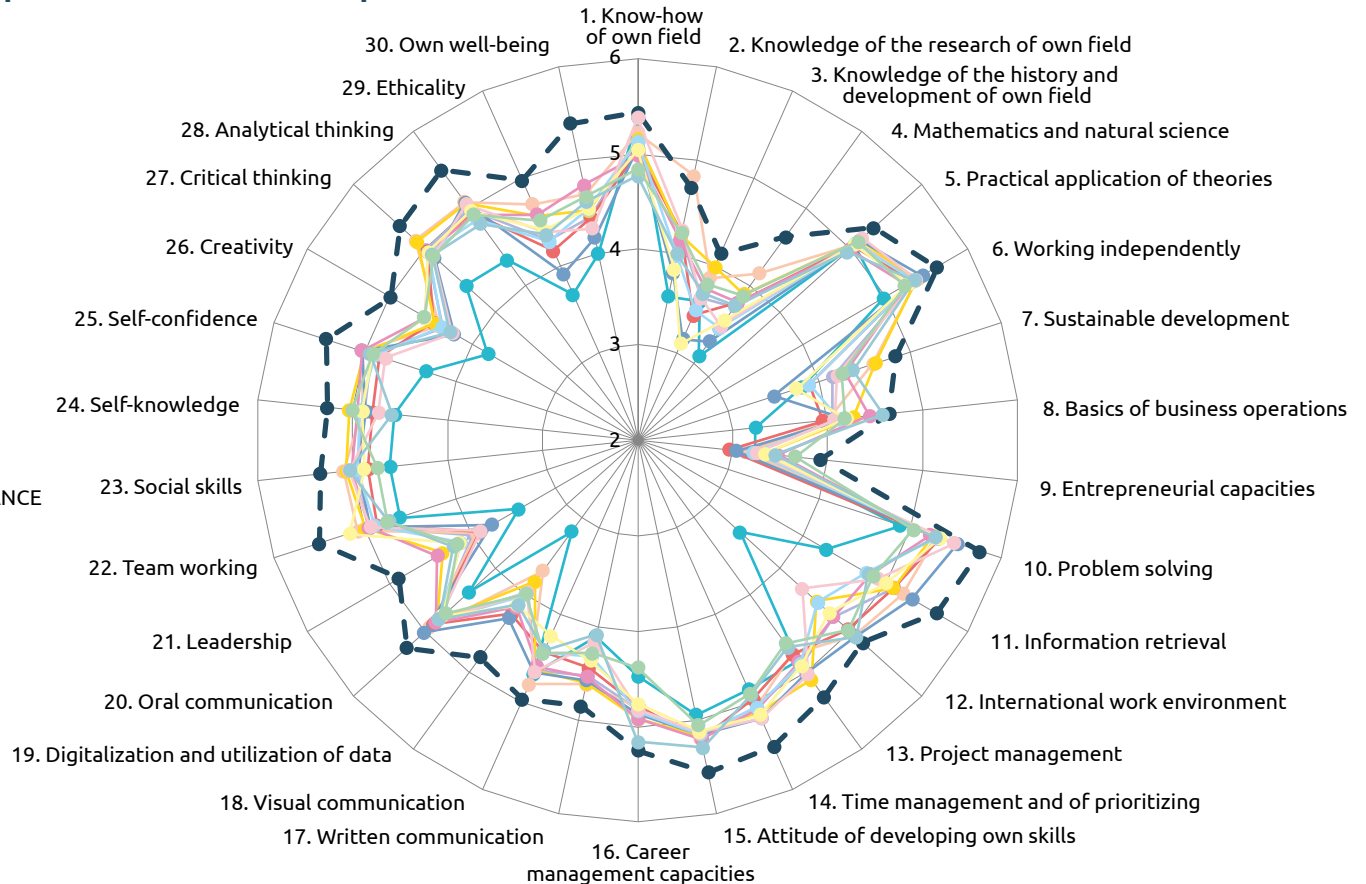 1. Know-how
of own field
2. Knowledge of the research of own field
3. Knowledge of the history and
development of own field
4. Mathematics and natural science
5. Practical application of theories
6. Working independently
7. Sustainable development
8. Basics of business operations
9. Entrepreneurial capacities
10. Problem solving
11. Information retrieval
12. International work environment
13. Project management
14. Time management and of prioritizing
15. Attitude of developing own skills
16. Career
management capacities
17. Written communication
18. Visual communication
19. Digitalization and utilization of data
20. Oral communication
21. Leadership
22. Team working
23. Social skills
24. Self-knowledge
25. Self-confidence
26. Creativity
27. Critical thinking
28. Analytical thinking
29. Ethicality
30. Own well-being
6
5
4
3
2
NCE